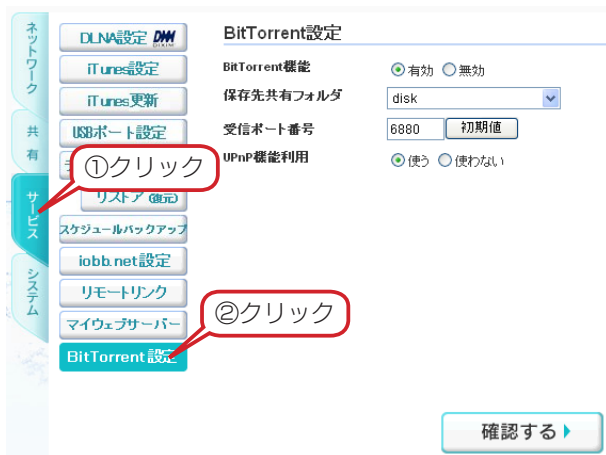 ネットワーク
共有
サービス
システム
DLNA設定
iTunes設定
iTunes更新
USBポート設定
①クリック
リストア(復元)
スケジュールバックアップ
iobb.net設定
リモートリンク
マイウェブサーバー
②クリック
BitTorrent設定
BitTorrent設定
BitTorrent機能
有効 無効
保存先共有フォルダ
disk
受信ポート番号
6880 初期値
UPnP機能利用
使う 使わない
確認する